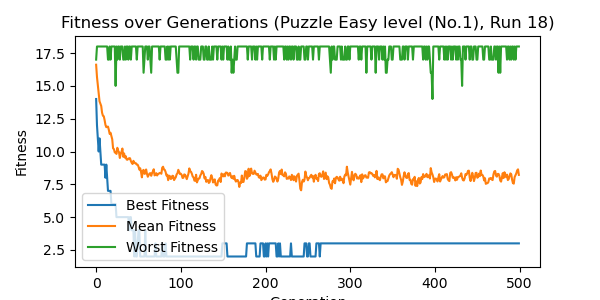 Fitness over Generations (Puzzle Easy level (No.1), Run 18)
17.5
15.0
12.5
10.0
7.5
5.0
2.5
Fitness
Best Fitness
Mean Fitness
Worst Fitness
0 100 200 300 400 500
Generation